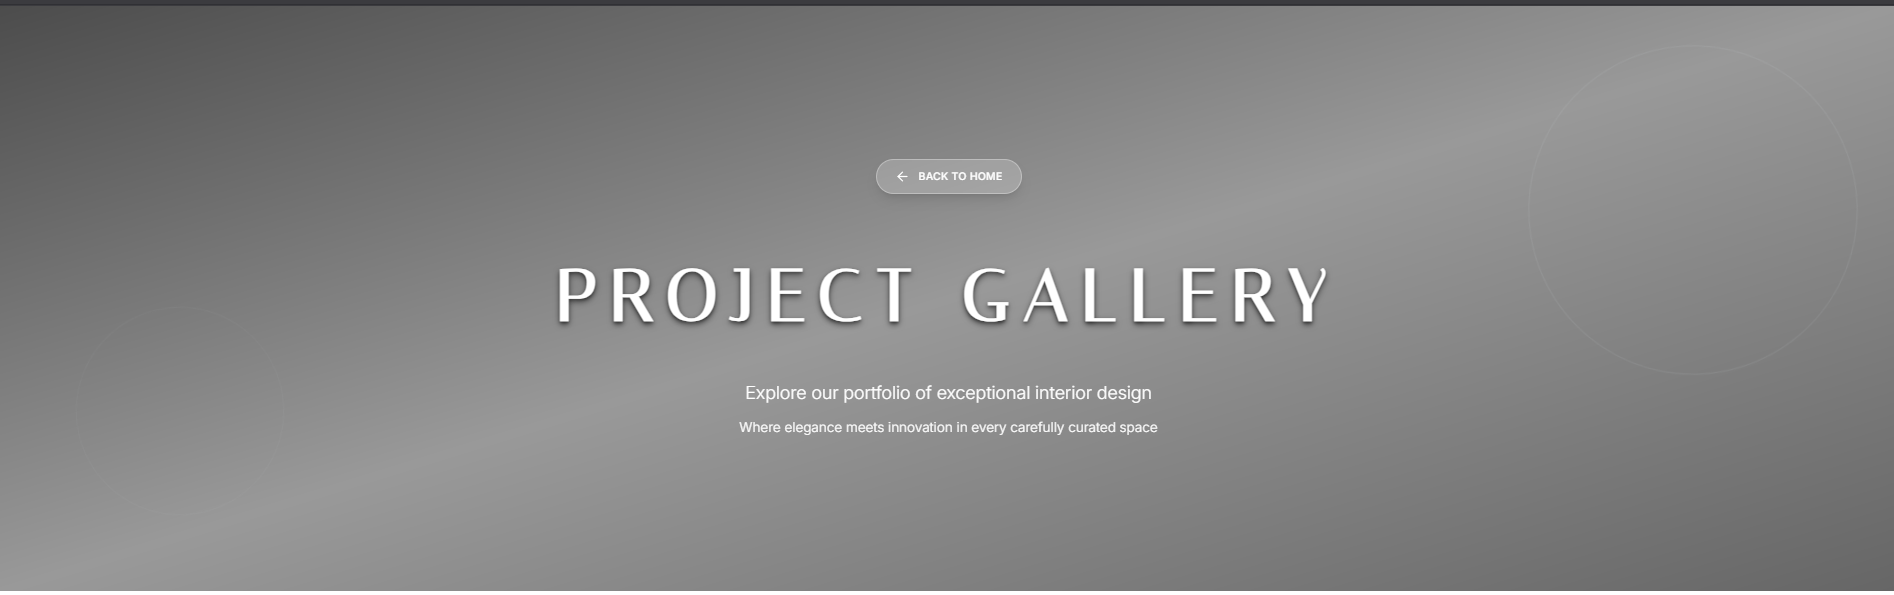 BACK TO HOME
PROJECT GALLERY
Explore our portfolio of exceptional interior design
Where elegance meets innovation in every carefully curated space